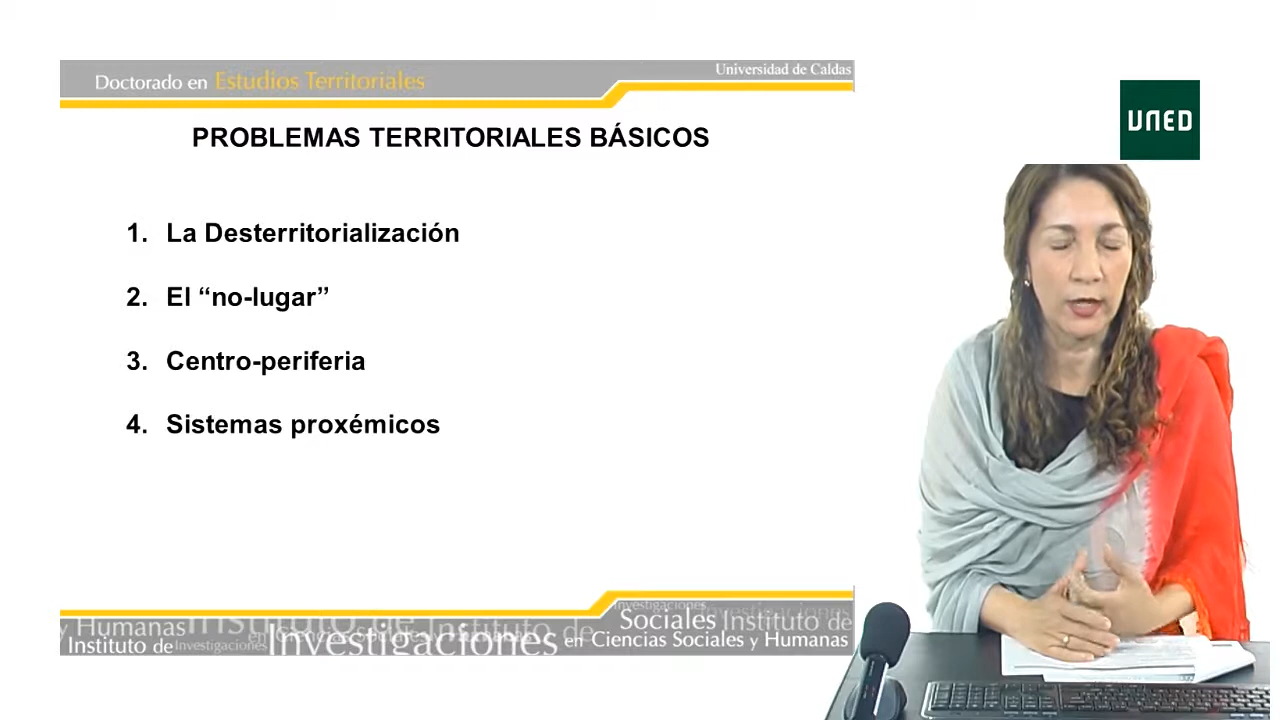 Doctorado en Estudios Territoriales
Universidad de Caldas
UNED
PROBLEMAS TERRITORIALES BÁSICOS
1. La Desterritorialización
2. El “no-lugar”
3. Centro-periferia
4. Sistemas proxémicos
Investigaciones
y Humanas
Sociales Instituto de
Instituto de Investigaciones
Investigaciones
en Ciencias Sociales y Humanas